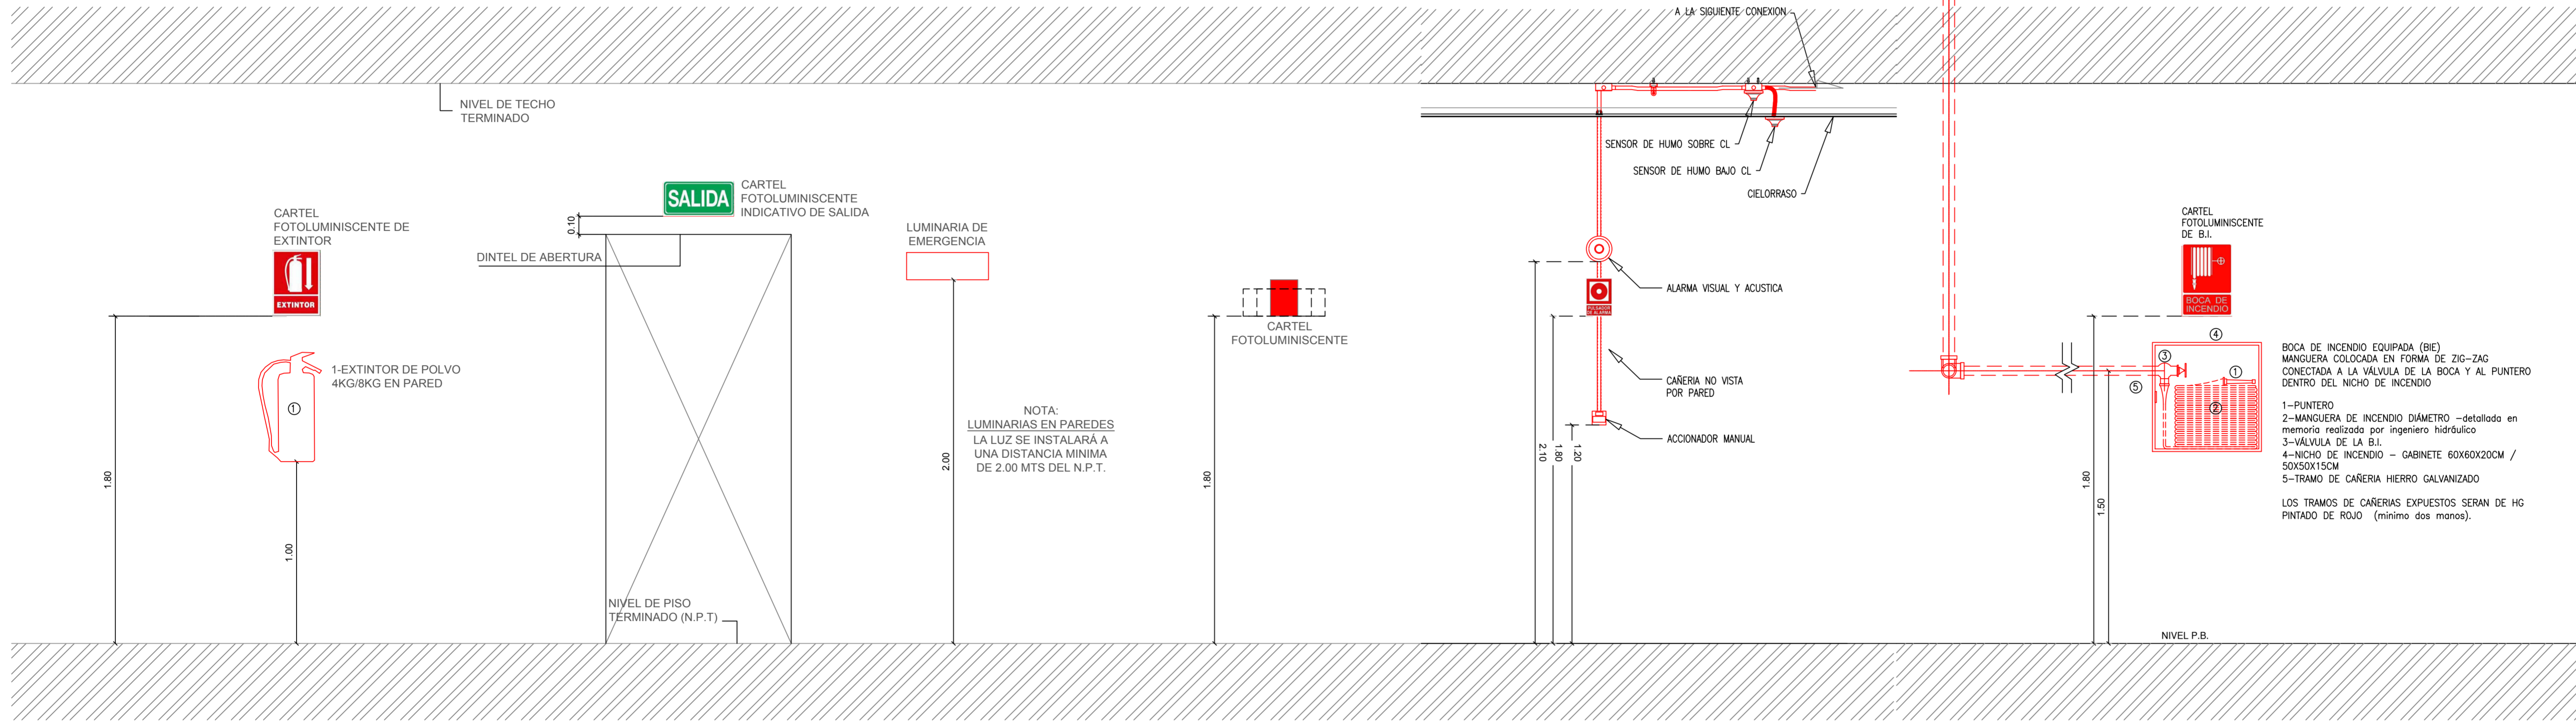 NIVEL DE TECHO
TERMINADO
CARTEL
FOTOLUMINISCENTE DE
EXTINTOR
EXTINTOR
1-EXTINTOR DE POLVO
4KG/8KG EN PARED
1
1.80
1.00
SALIDA
CARTEL
FOTOLUMINISCENTE
INDICATIVO DE SALIDA
0.10
DINTEL DE ABERTURA
NIVEL DE PISO
TERMINADO (N.P.T)
LUMINARIA DE
EMERGENCIA
2.00
NOTA:
LUMINARIAS EN PAREDES
LA LUZ SE INSTALARÁ A
UNA DISTANCIA MINIMA
DE 2.00 MTS DEL N.P.T.
CARTEL
FOTOLUMINISCENTE
1.80
A LA SIGUIENTE CONEXION
SENSOR DE HUMO SOBRE CL
SENSOR DE HUMO BAJO CL
CIELORRASO
ALARMA VISUAL Y ACUSTICA
PULSADOR
DE ALARMA
CAÑERIA NO VISTA
POR PARED
ACCIONADOR MANUAL
2.10
1.80
1.20
CARTEL
FOTOLUMINISCENTE
DE B.I.
BOCA DE
INCENDIO
4
3
1
5
2
1.80
1.50
NIVEL P.B.
BOCA DE INCENDIO EQUIPADA (BIE)
MANGUERA COLOCADA EN FORMA DE ZIG-ZAG
CONECTADA A LA VÁLVULA DE LA BOCA Y AL PUNTERO
DENTRO DEL NICHO DE INCENDIO
1-PUNTERO
2-MANGUERA DE INCENDIO DIÁMETRO -detallada en
memoria realizada por ingeniero hidráulico
3-VÁLVULA DE LA B.I.
4-NICHO DE INCENDIO - GABINETE 60X60X20CM /
50X50X15CM
5-TRAMO DE CAÑERIA HIERRO GALVANIZADO
LOS TRAMOS DE CAÑERIAS EXPUESTOS SERAN DE HG
PINTADO DE ROJO (minimo dos manos).